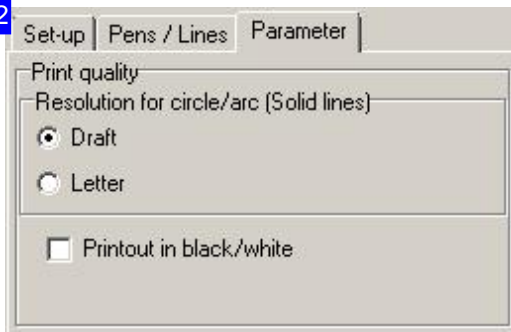 2
Set-up Pens / Lines Parameter
Print quality
Resolution for circle/arc (Solid lines)
Draft
Letter
Printout in black/white